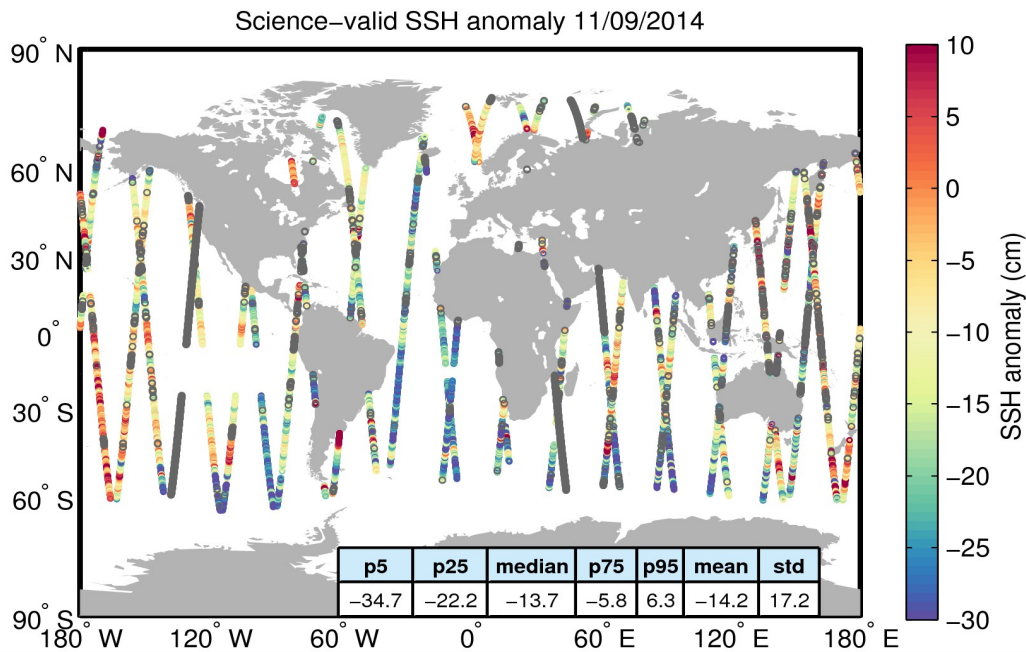 Science−valid SSH anomaly 11/09/2014
90° N
60° N
30° N
0°
30° S
60° S
90° S
180° W
120° W
60° W
0°
60° E
120° E
180° E
p5 p25 median p75 p95 mean std
−34.7 −22.2 −13.7 −5.8 6.3 −14.2 17.2
10
5
0
−5
−10
−15
−20
−25
−30
SSH anomaly (cm)